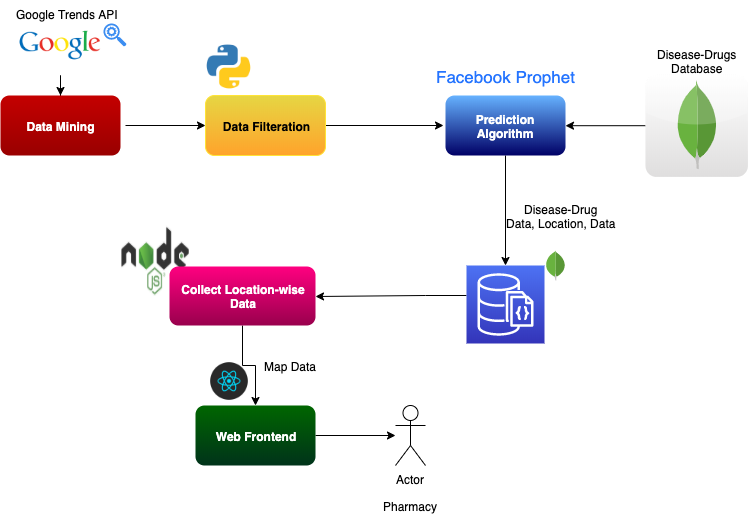 Google Trends API
Google
Disease-Drugs
Database
Facebook Prophet
Data Mining
Data Filteration
Prediction
Algorithm
Disease-Drug
Data, Location, Data
node
JS
{ }
Collect Location-wise
Data
Map Data
Web Frontend
Actor
Pharmacy